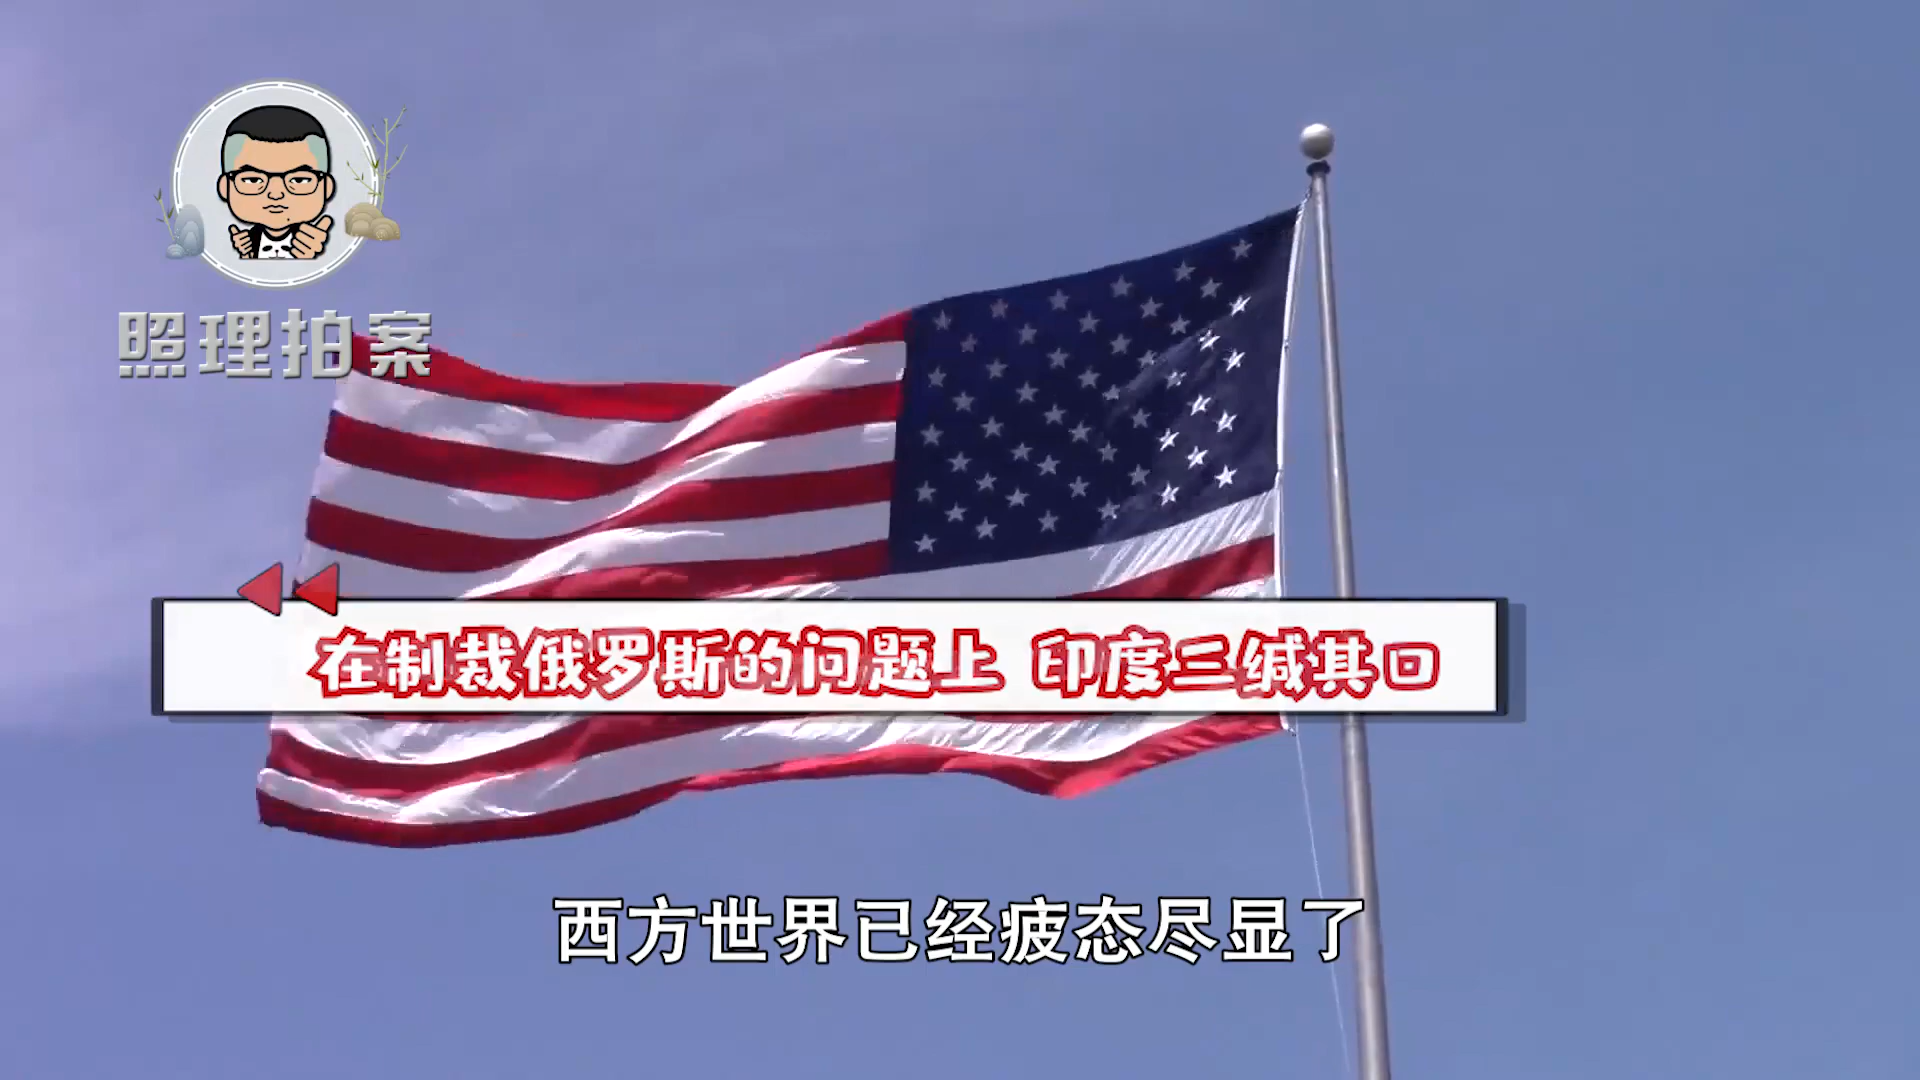 照理拍案
在制裁俄罗斯的问题上 印度三缄其口
西方世界已经疲态尽显了